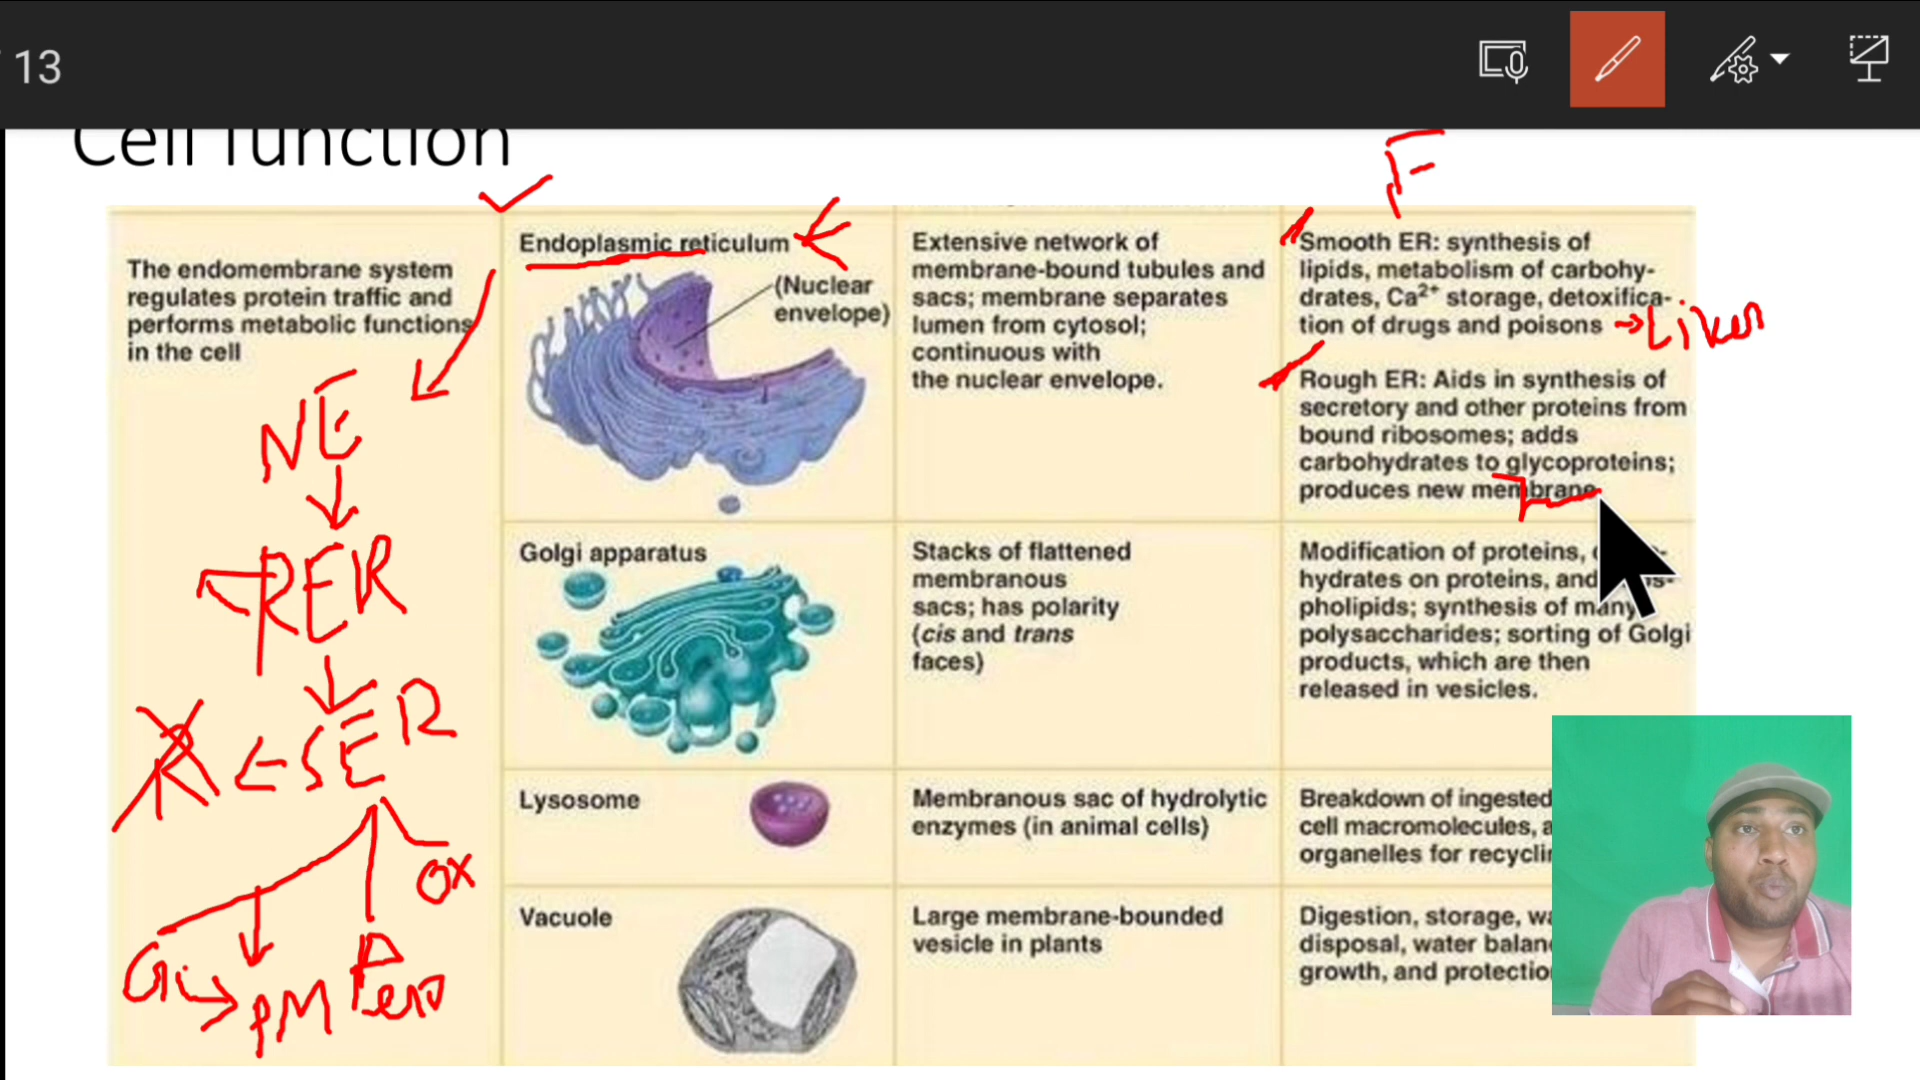 13
Cell function
F
The endomembrane system
regulates protein traffic and
performs metabolic functions
in the cell
NE
RER
SER
R
OX
G
PM
Pero
Endoplasmic reticulum
(Nuclear
envelope)
Extensive network of
membrane-bound tubules and
sacs; membrane separates
lumen from cytosol;
continuous with
the nuclear envelope.
Smooth ER: synthesis of
lipids, metabolism of carbohy-
drates, Ca²⁺ storage, detoxifica-
tion of drugs and poisons
Rough ER: Aids in synthesis of
secretory and other proteins from
bound ribosomes; adds
carbohydrates to glycoproteins;
produces new membrane
Golgi apparatus
Stacks of flattened
membranous
sacs; has polarity
(cis and trans
faces)
Modification of proteins,
hydrates on proteins, and
pholipids; synthesis of many
polysaccharides; sorting of Golgi
products, which are then
released in vesicles.
Lysosome
Membranous sac of hydrolytic
enzymes (in animal cells)
Breakdown of ingested
cell macromolecules,
organelles for
Vacuole
Large membrane-bounded
vesicle in plants
Digestion, storage,
disposal, water
growth, and